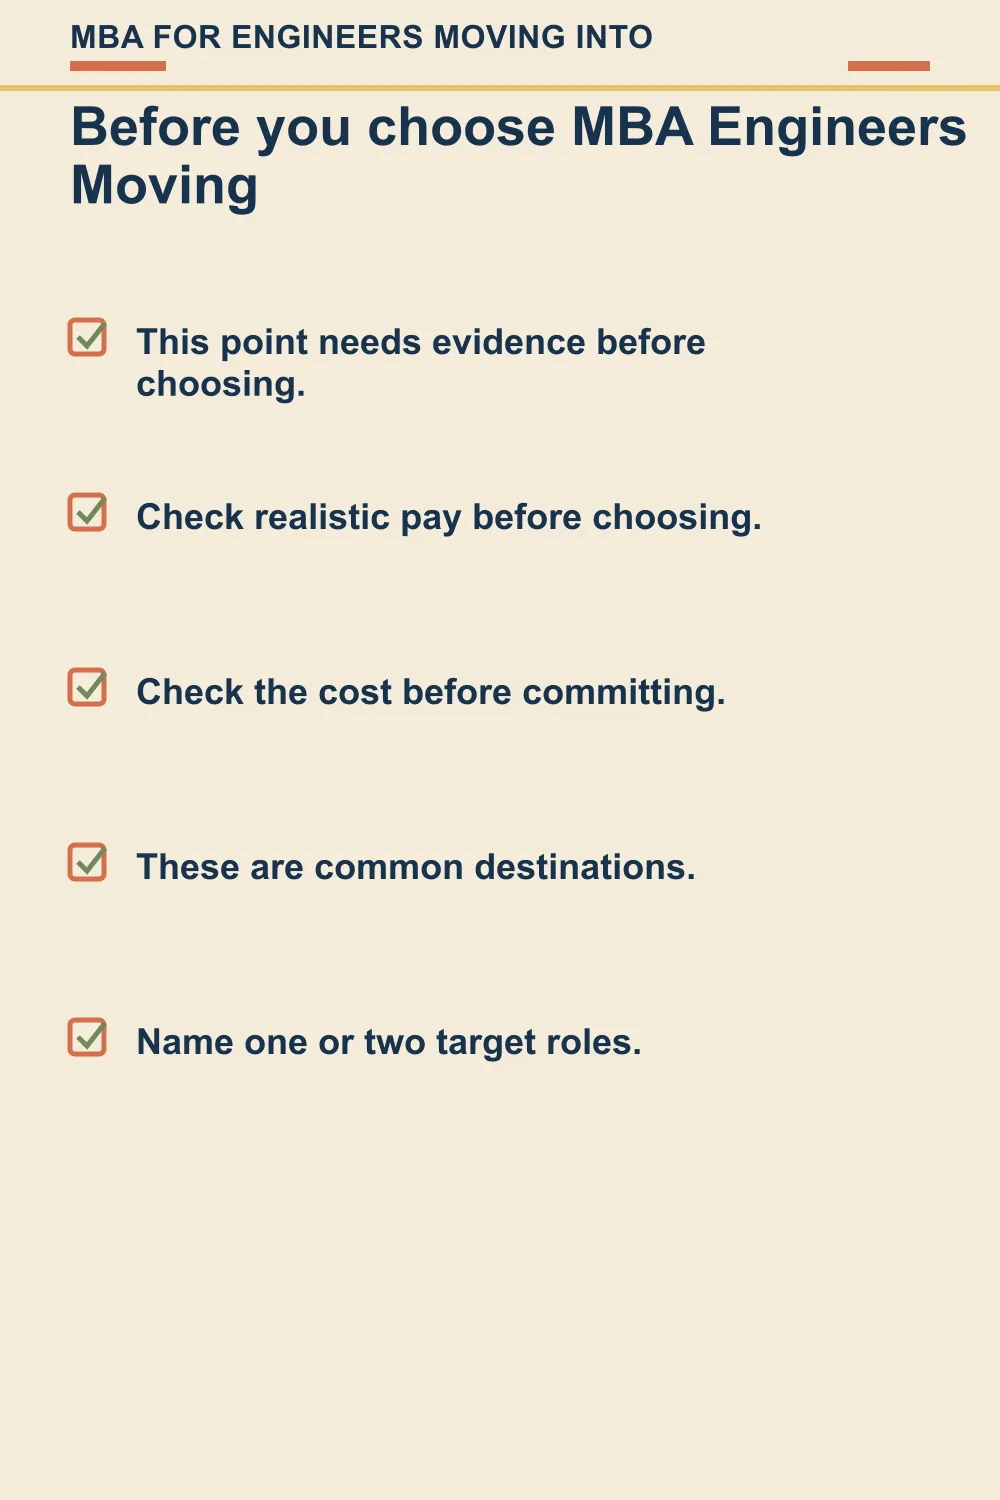 MBA FOR ENGINEERS MOVING INTO
Before you choose MBA Engineers
Moving
This point needs evidence before
choosing.
Check realistic pay before choosing.
Check the cost before committing.
These are common destinations.
Name one or two target roles.